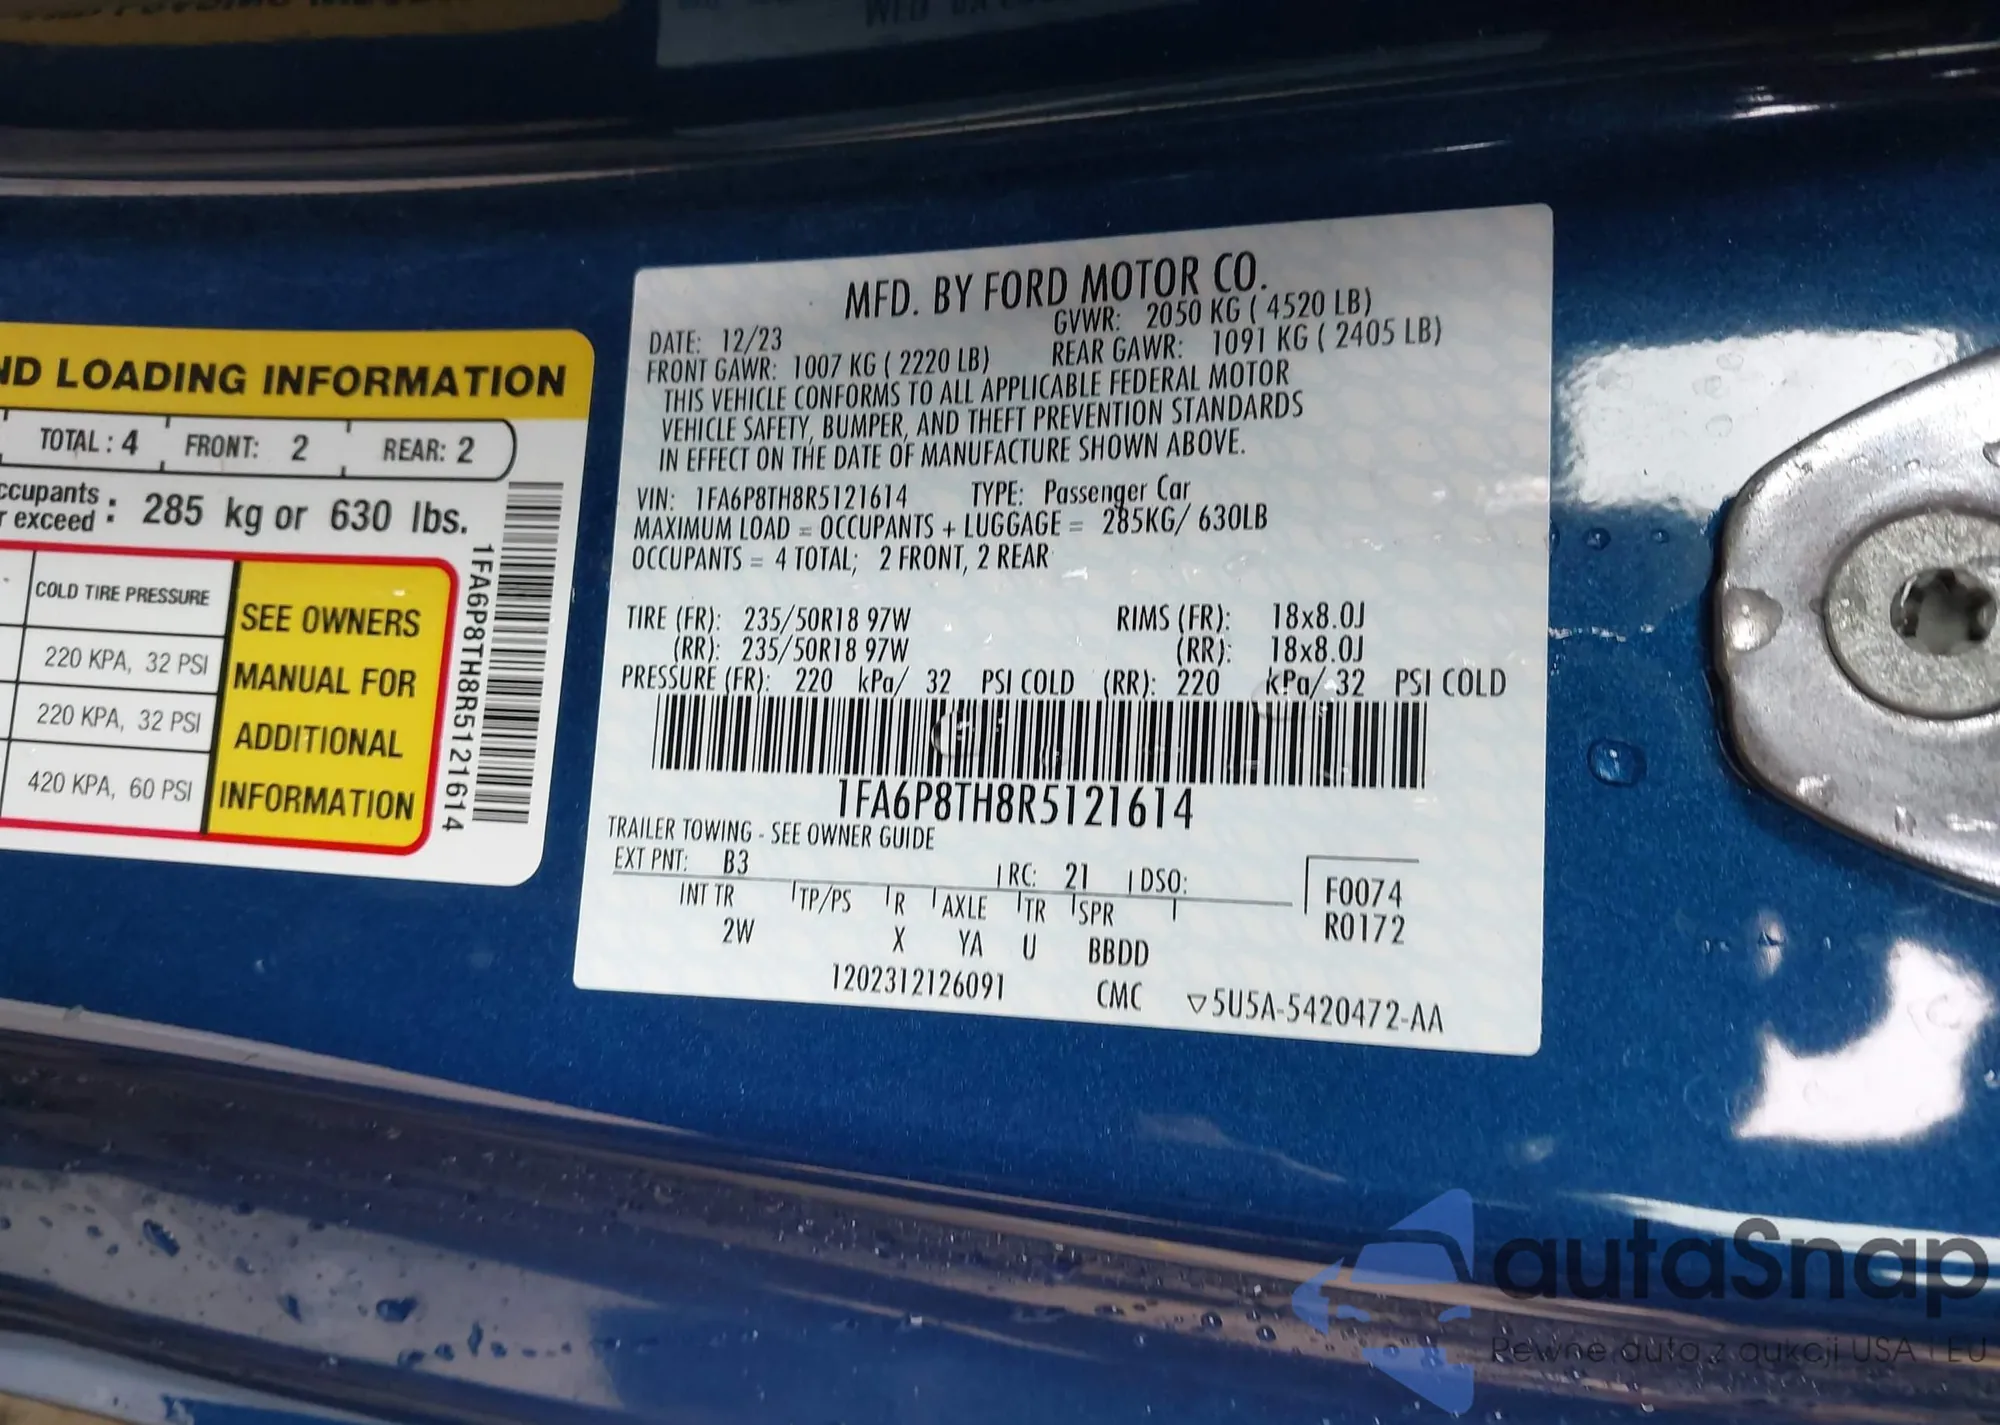 WED
ND LOADING INFORMATION
TOTAL : 4 FRONT: 2 REAR: 2
ccupants
r exceed : 285 kg or 630 lbs.
COLD TIRE PRESSURE
220 KPA, 32 PSI
220 KPA, 32 PSI
420 KPA, 60 PSI
SEE OWNERS
MANUAL FOR
ADDITIONAL
INFORMATION
1FA6P8TH8R5121614
MFD. BY FORD MOTOR CO.
DATE: 12/23 GVWR: 2050 KG ( 4520 LB)
FRONT GAWR: 1007 KG ( 2220 LB) REAR GAWR: 1091 KG ( 2405 LB)
THIS VEHICLE CONFORMS TO ALL APPLICABLE FEDERAL MOTOR
VEHICLE SAFETY, BUMPER, AND THEFT PREVENTION STANDARDS
IN EFFECT ON THE DATE OF MANUFACTURE SHOWN ABOVE.
VIN: 1FA6P8TH8R5121614 TYPE: Passenger Car
MAXIMUM LOAD = OCCUPANTS + LUGGAGE = 285KG/ 630LB
OCCUPANTS = 4 TOTAL; 2 FRONT, 2 REAR
TIRE (FR): 235/50R18 97W RIMS (FR): 18x8.0J
(RR): 235/50R18 97W (RR): 18x8.0J
PRESSURE (FR): 220 kPa/ 32 PSI COLD (RR): 220 kPa/ 32 PSI COLD
1FA6P8TH8R5121614
TRAILER TOWING - SEE OWNER GUIDE
EXT PNT: B3 RC: 21 DSO:
INT TR TP/PS R AXLE TR SPR
2W X YA U BBDD
F0074
R0172
1202312126091 CMC ▽5U5A-5420472-AA
autoSnap
Pewne auta z aukcji USA i EU